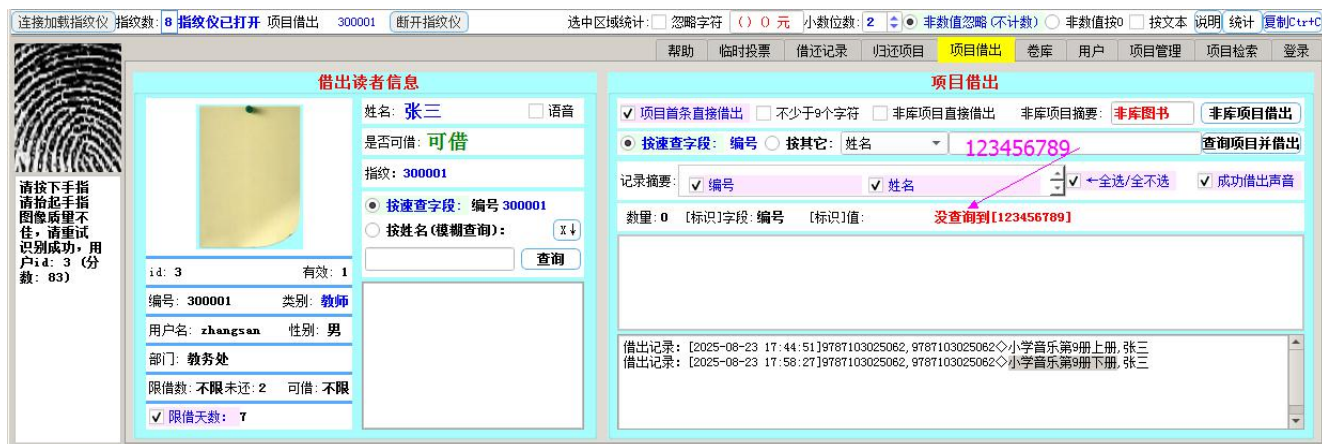 连接加载指纹仪 指纹数: 8 指纹仪已打开 项目借出 300001 断开指纹仪 选中区域统计: 忽略字符 () 0 元 小数位数: 2 非数值忽略(不计数) 非数值按0 按文本 说明 统计 复制Ctr+C
帮助 临时投票 借还记录 归还项目 项目借出 卷库 用户 项目管理 项目检索 登录
请按下手指
请抬起手指
图像质量不
佳，请重试
识别成功，用
户id: 3 (分
数: 83)
借出读者信息
姓名: 张三 语音
是否可借: 可借
指纹: 300001
按速查字段: 编号 300001
按姓名(模糊查询): X↓
查询
id: 3 有效: 1
编号: 300001 类别: 教师
用户名: zhangsan 性别: 男
部门: 教务处
限借数: 不限 未还: 2 可借: 不限
限借天数: 7
项目借出
项目首条直接借出 不少于9个字符 非库项目直接借出 非库项目摘要: 非库图书 非库项目借出
按速查字段: 编号 按其它: 姓名 123456789 查询项目并借出
记录摘要: 编号 姓名 ←全选/全不选 成功借出声音
数量: 0 [标识]字段: 编号 [标识]值: 没查询到[123456789]
借出记录: [2025-08-23 17:44:51]9787103025062,9787103025062◇小学音乐第9册上册,张三
借出记录: [2025-08-23 17:58:27]9787103025062,9787103025062◇小学音乐第9册下册,张三